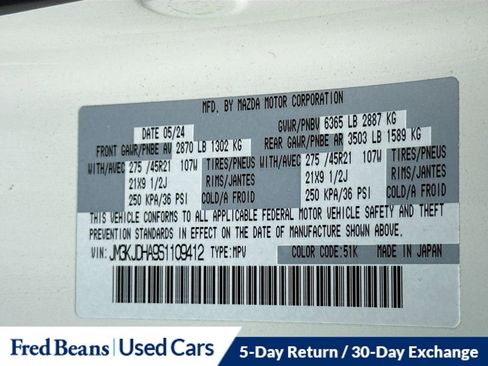 MFD. BY MAZDA MOTOR CORPORATION
DATE 05/24 GVWR/PNBV 6365 LB 2887 KG
FRONT GAWR/PNBE AV 2870 LB 1302 KG REAR GAWR/PNBE AR 3503 LB 1589 KG
WITH/AVEC 275 /45R21 107W TIRES/PNEUS WITH/AVEC 275 /45R21 107W TIRES/PNEUS
21X9 1/2J RIMS/JANTES 21X9 1/2J RIMS/JANTES
250 KPA/36 PSI COLD/A FROID 250 KPA/36 PSI COLD/A FROID
THIS VEHICLE CONFORMS TO ALL APPLICABLE FEDERAL MOTOR VEHICLE SAFETY AND THEFT
PREVENTION STANDARDS IN EFFECT ON THE DATE OF MANUFACTURE SHOWN ABOVE.
VIN: JM3KJDHA9S1109412 TYPE: MPV COLOR CODE: 51K MADE IN JAPAN
Fred Beans Used Cars 5-Day Return / 30-Day Exchange